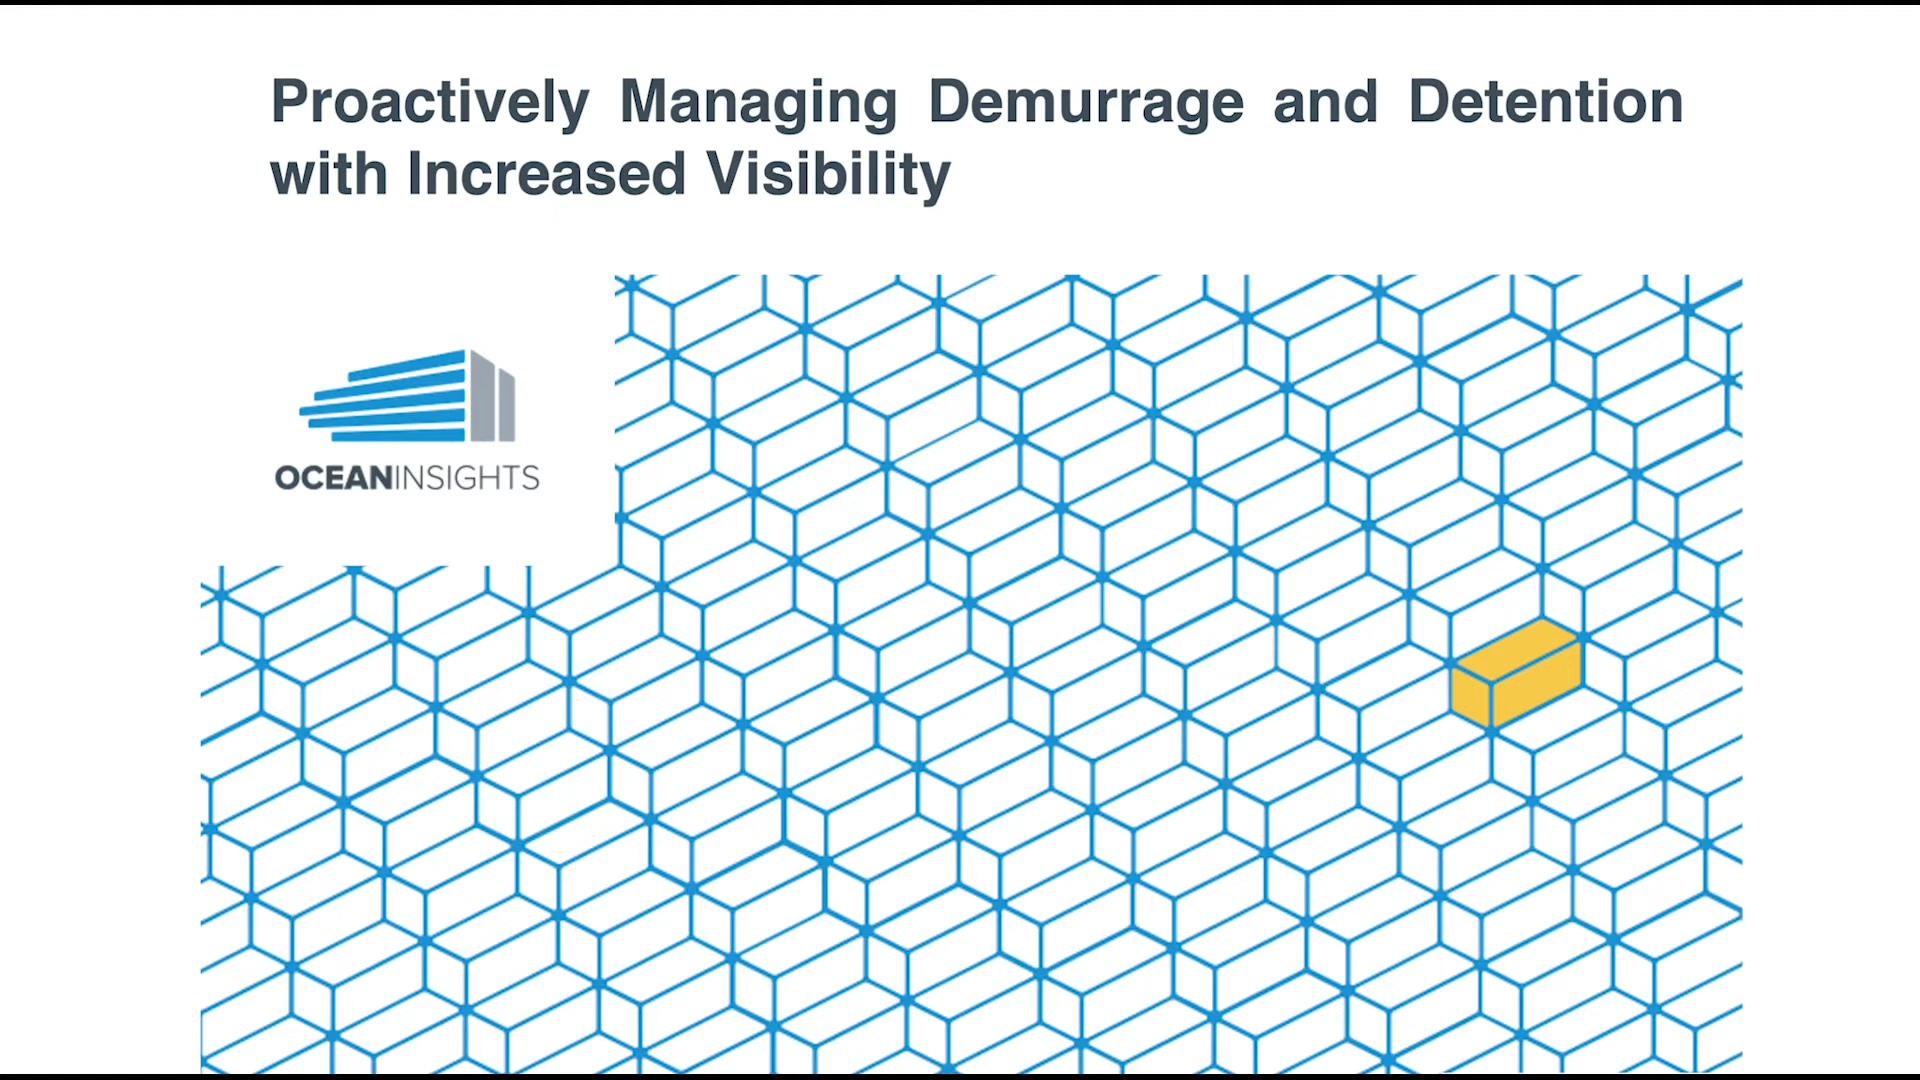 Proactively Managing Demurrage and Detention
with Increased Visibility
OCEANINSIGHTS